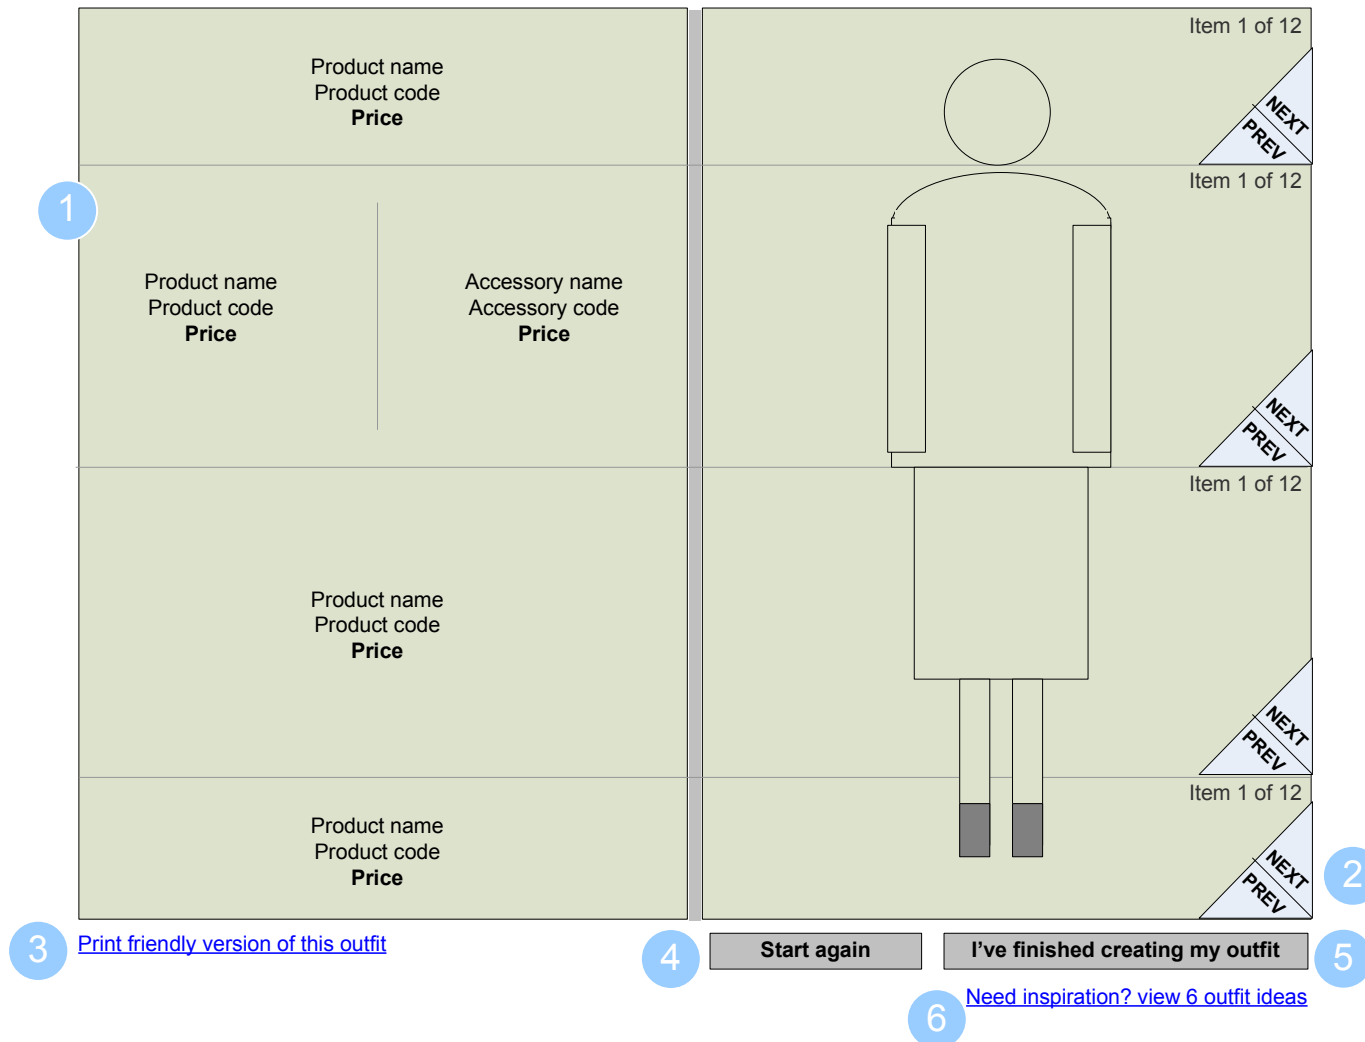 Item 1 of 12
Product name
Product code
Price
NEXT
PREV
1
Item 1 of 12
Product name
Product code
Price
Accessory name
Accessory code
Price
NEXT
PREV
Item 1 of 12
Product name
Product code
Price
NEXT
PREV
Item 1 of 12
Product name
Product code
Price
NEXT
PREV
2
3
Print friendly version of this outfit
4
Start again
I've finished creating my outfit
5
6
Need inspiration? view 6 outfit ideas